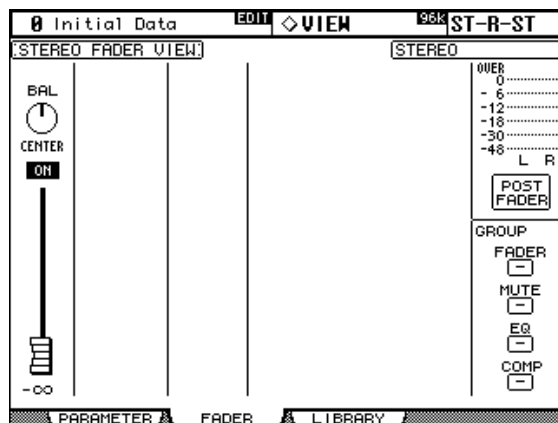 0 Initial Data EDIT ◇VIEW 96k ST-R-ST
STEREO FADER VIEW STEREO
BAL
CENTER
ON
-∞
OVER
0
- 6
-12
-18
-30
-48
L R
POST
FADER
GROUP
FADER
-
MUTE
-
EQ
-
COMP
-
PARAMETER FADER LIBRARY